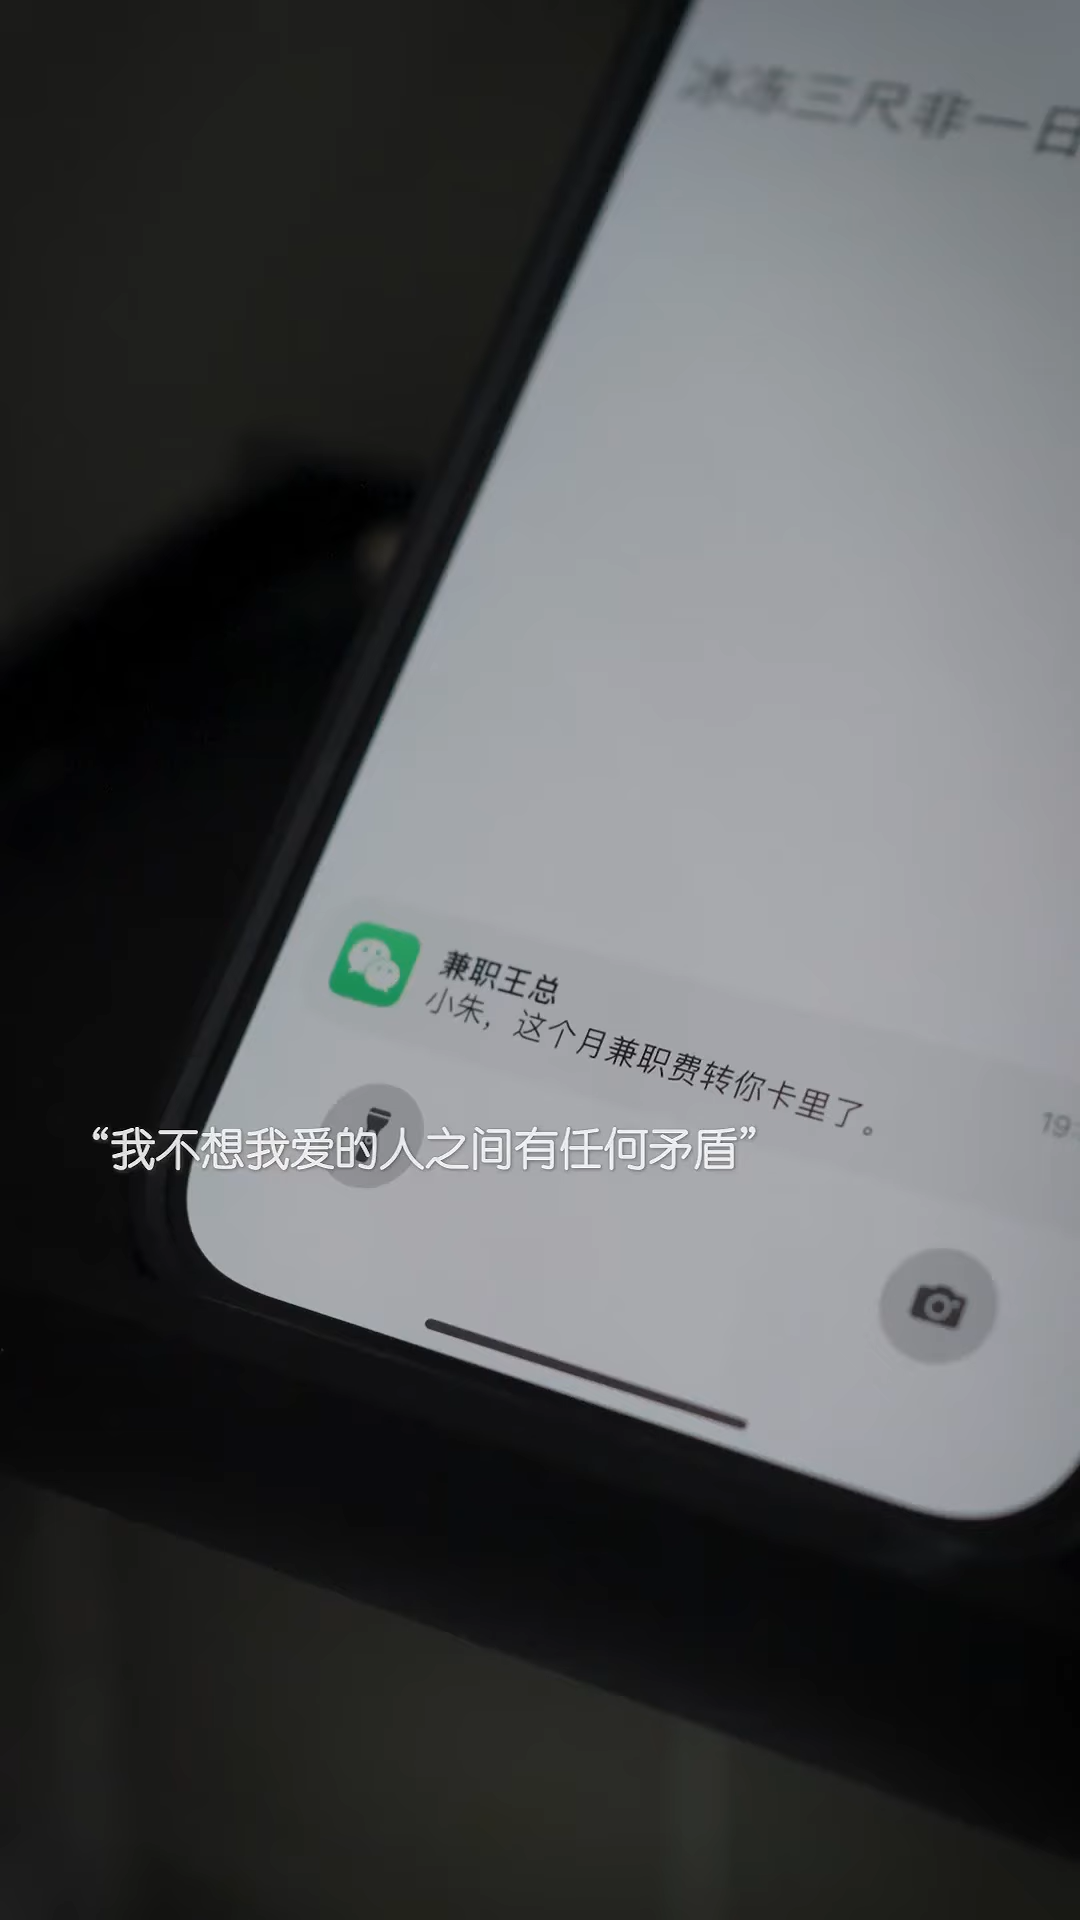 冰冻三尺非一日
兼职王总
小朱，这个月兼职费转你卡里了。
19:
“我不想我爱的人之间有任何矛盾”